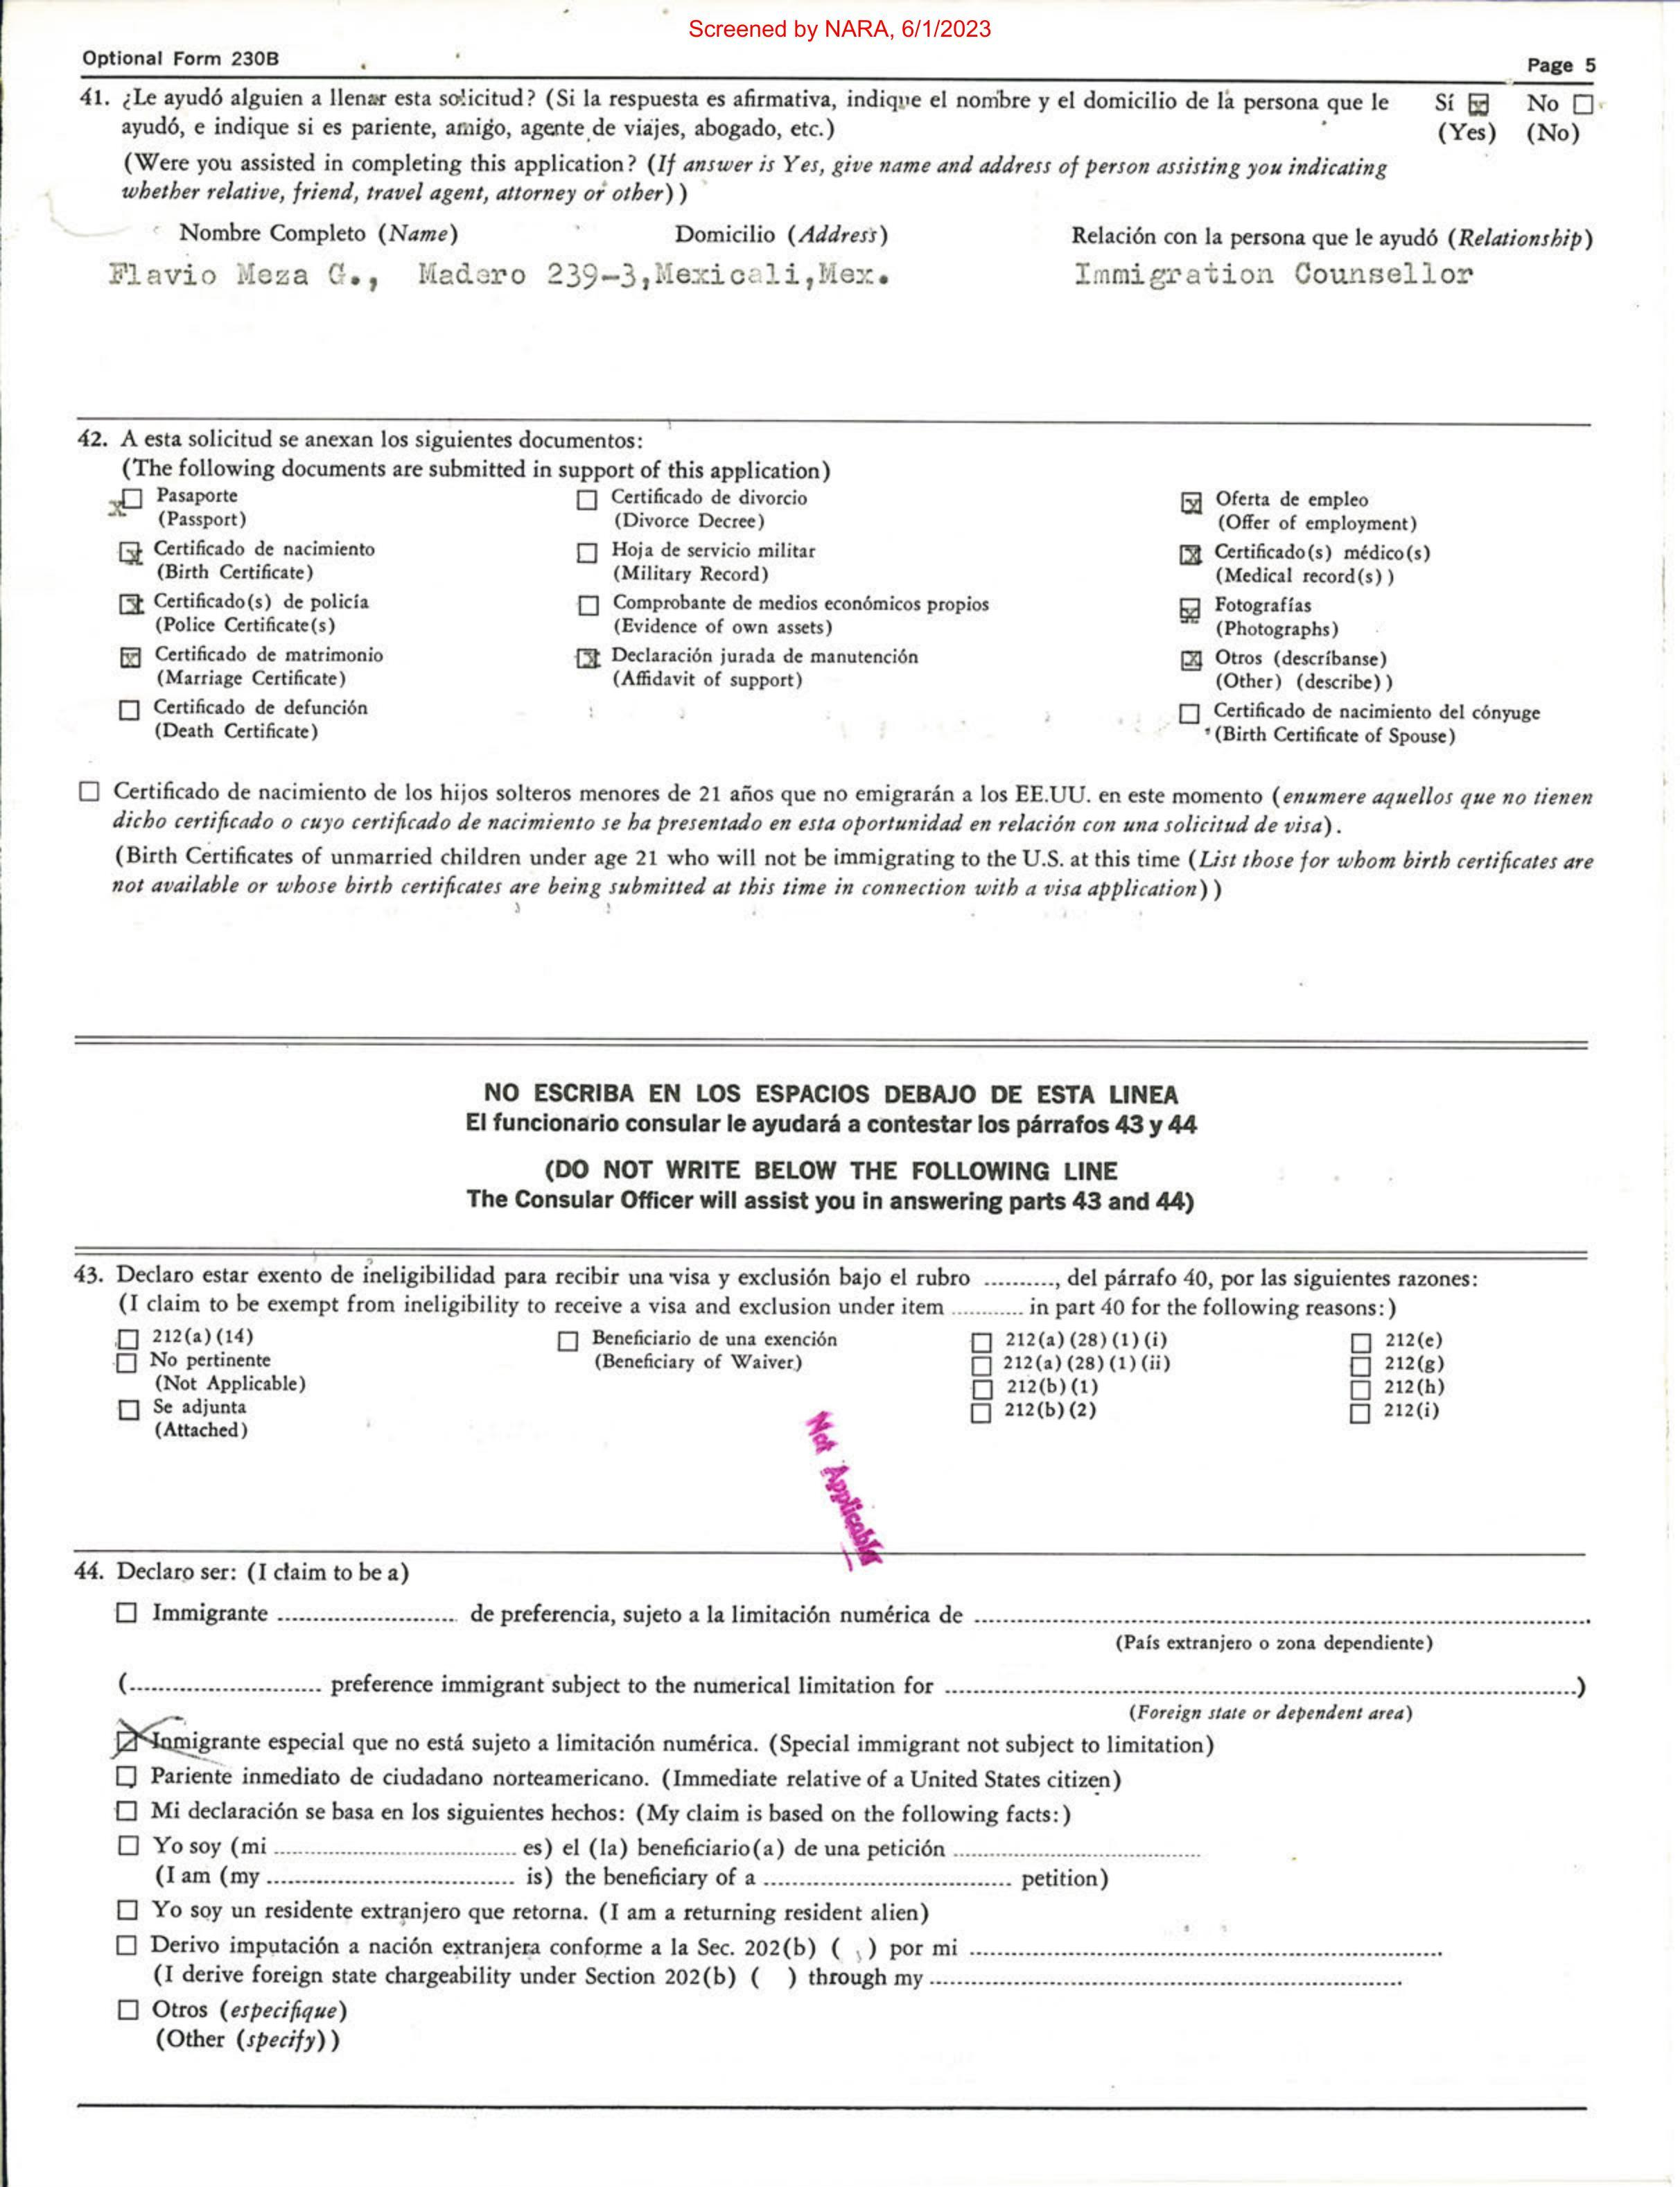 Screened by NARA, 6/1/2023
Optional Form 230B
Page 5
41. ¿Le ayudó alguien a llenar esta solicitud? (Si la respuesta es afirmativa, indique el nombre y el domicilio de la persona que le Sí ☒ No ☐
ayudó, e indique si es pariente, amigo, agente de viajes, abogado, etc.) (Yes) (No)
(Were you assisted in completing this application? (If answer is Yes, give name and address of person assisting you indicating
whether relative, friend, travel agent, attorney or other))
Nombre Completo (Name) Domicilio (Address) Relación con la persona que le ayudó (Relationship)
Flavio Meza G., Madero 239-3,Mexicali,Mex. Immigration Counsellor
42. A esta solicitud se anexan los siguientes documentos:
(The following documents are submitted in support of this application)
x☐ Pasaporte ☐ Certificado de divorcio ☒ Oferta de empleo
(Passport) (Divorce Decree) (Offer of employment)
☒ Certificado de nacimiento ☐ Hoja de servicio militar ☒ Certificado(s) médico(s)
(Birth Certificate) (Military Record) (Medical record(s))
☒ Certificado(s) de policía ☐ Comprobante de medios económicos propios ☒ Fotografías
(Police Certificate(s) (Evidence of own assets) (Photographs)
☒ Certificado de matrimonio ☒ Declaración jurada de manutención ☒ Otros (descríbanse)
(Marriage Certificate) (Affidavit of support) (Other) (describe))
☐ Certificado de defunción ☐ Certificado de nacimiento del cónyuge
(Death Certificate) (Birth Certificate of Spouse)
☐ Certificado de nacimiento de los hijos solteros menores de 21 años que no emigrarán a los EE.UU. en este momento (enumere aquellos que no tienen
dicho certificado o cuyo certificado de nacimiento se ha presentado en esta oportunidad en relación con una solicitud de visa).
(Birth Certificates of unmarried children under age 21 who will not be immigrating to the U.S. at this time (List those for whom birth certificates are
not available or whose birth certificates are being submitted at this time in connection with a visa application))
NO ESCRIBA EN LOS ESPACIOS DEBAJO DE ESTA LINEA
El funcionario consular le ayudará a contestar los párrafos 43 y 44
(DO NOT WRITE BELOW THE FOLLOWING LINE
The Consular Officer will assist you in answering parts 43 and 44)
43. Declaro estar exento de ineligibilidad para recibir una visa y exclusión bajo el rubro .........., del párrafo 40, por las siguientes razones:
(I claim to be exempt from ineligibility to receive a visa and exclusion under item .......... in part 40 for the following reasons:)
☐ 212(a)(14) ☐ Beneficiario de una exención ☐ 212(a)(28)(1)(i) ☐ 212(e)
☐ No pertinente (Beneficiary of Waiver) ☐ 212(a)(28)(1)(ii) ☐ 212(g)
(Not Applicable) ☐ 212(b)(1) ☐ 212(h)
☐ Se adjunta ☐ 212(b)(2) ☐ 212(i)
(Attached)
Not Applicable
44. Declaro ser: (I claim to be a)
☐ Immigrante .......... de preferencia, sujeto a la limitación numérica de ..........
(País extranjero o zona dependiente)
(.......... preference immigrant subject to the numerical limitation for ..........)
(Foreign state or dependent area)
☒ Inmigrante especial que no está sujeto a limitación numérica. (Special immigrant not subject to limitation)
☐ Pariente inmediato de ciudadano norteamericano. (Immediate relative of a United States citizen)
☐ Mi declaración se basa en los siguientes hechos: (My claim is based on the following facts:)
☐ Yo soy (mi .......... es) el (la) beneficiario(a) de una petición ..........
(I am (my .......... is) the beneficiary of a .......... petition)
☐ Yo soy un residente extranjero que retorna. (I am a returning resident alien)
☐ Derivo imputación a nación extranjera conforme a la Sec. 202(b) ( ) por mi ..........
(I derive foreign state chargeability under Section 202(b) ( ) through my ..........
☐ Otros (especifique)
(Other (specify))